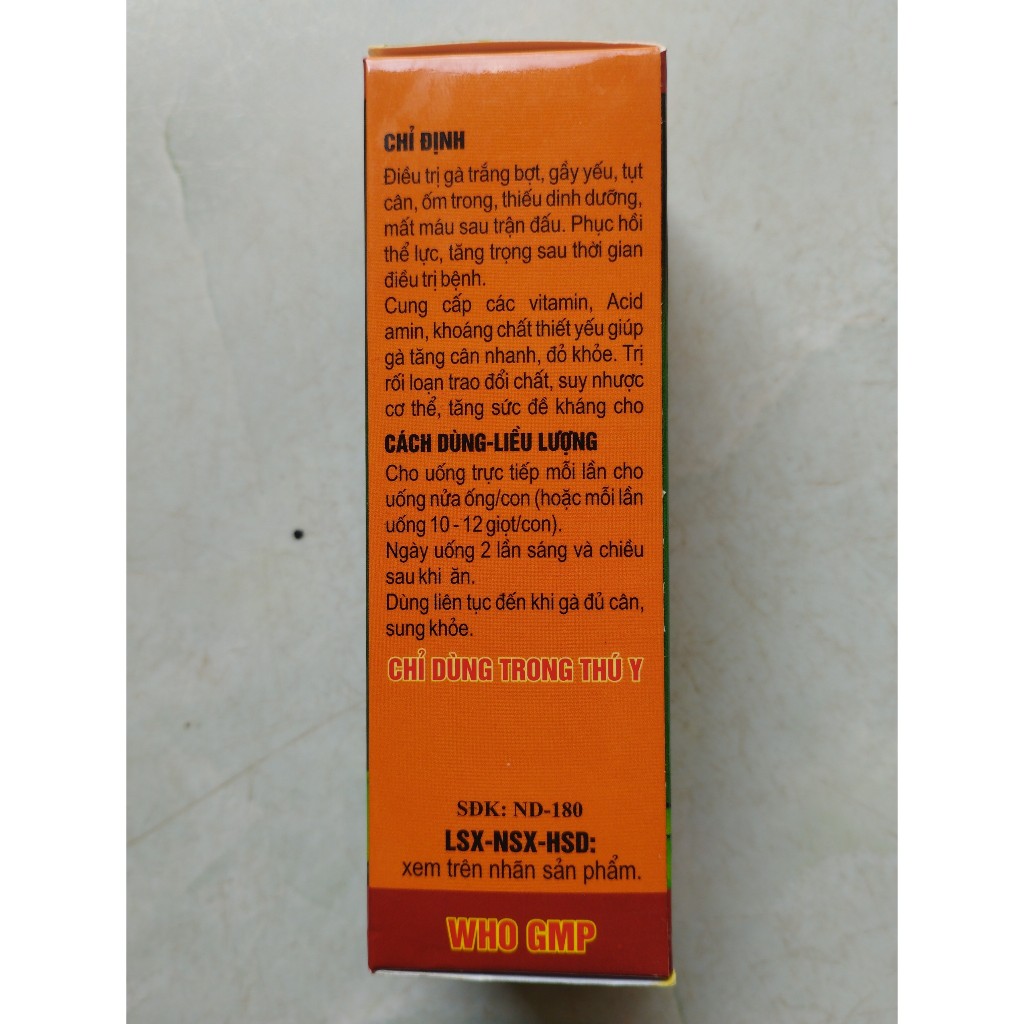 CHỈ ĐỊNH
Điều trị gà trắng bợt, gầy yếu, tụt
cân, ốm trong, thiếu dinh dưỡng,
mất máu sau trận đấu. Phục hồi
thể lực, tăng trọng sau thời gian
điều trị bệnh.
Cung cấp các vitamin, Acid
amin, khoáng chất thiết yếu giúp
gà tăng cân nhanh, đỏ khỏe. Trị
rối loạn trao đổi chất, suy nhược
cơ thể, tăng sức đề kháng cho
CÁCH DÙNG-LIỀU LƯỢNG
Cho uống trực tiếp mỗi lần cho
uống nửa ống/con (hoặc mỗi lần
uống 10 - 12 giọt/con).
Ngày uống 2 lần sáng và chiều
sau khi ăn.
Dùng liên tục đến khi gà đủ cân,
sung khỏe.
CHỈ DÙNG TRONG THÚ Y
SĐK: ND-180
LSX-NSX-HSD:
xem trên nhãn sản phẩm.
WHO GMP